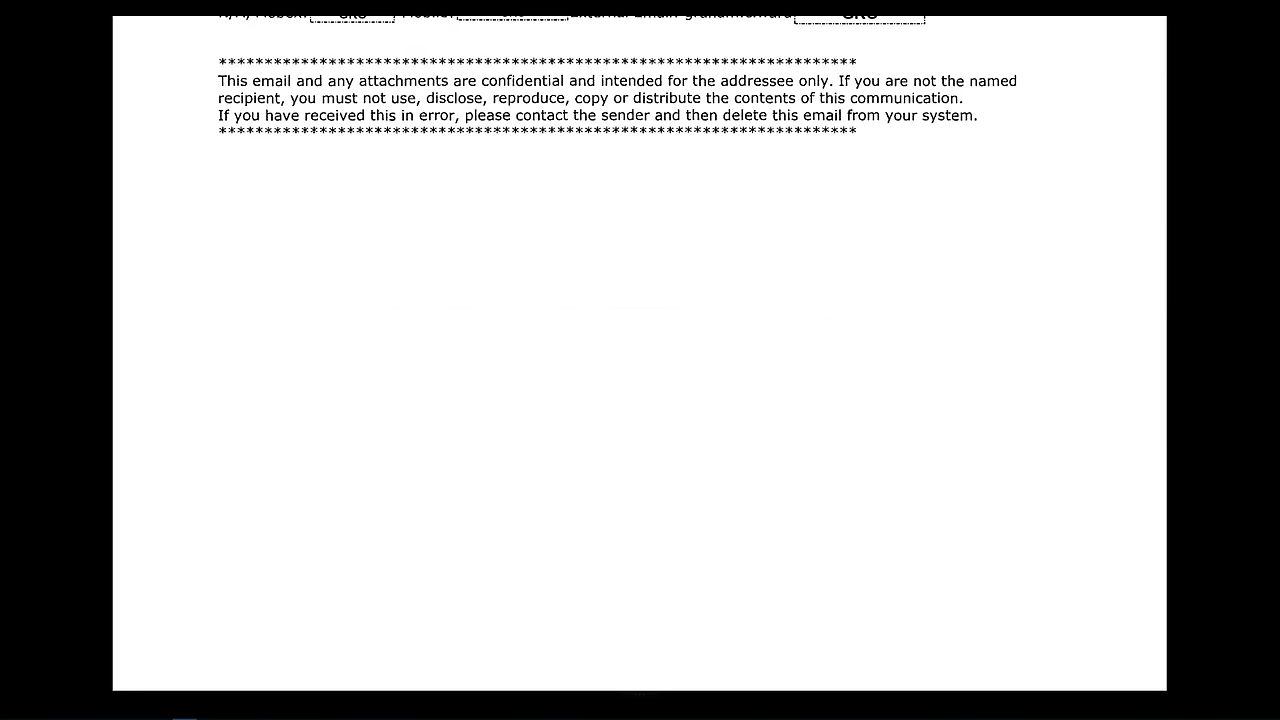 GRO GRO
*********************************************************************
This email and any attachments are confidential and intended for the addressee only. If you are not the named
recipient, you must not use, disclose, reproduce, copy or distribute the contents of this communication.
If you have received this in error, please contact the sender and then delete this email from your system.
*********************************************************************